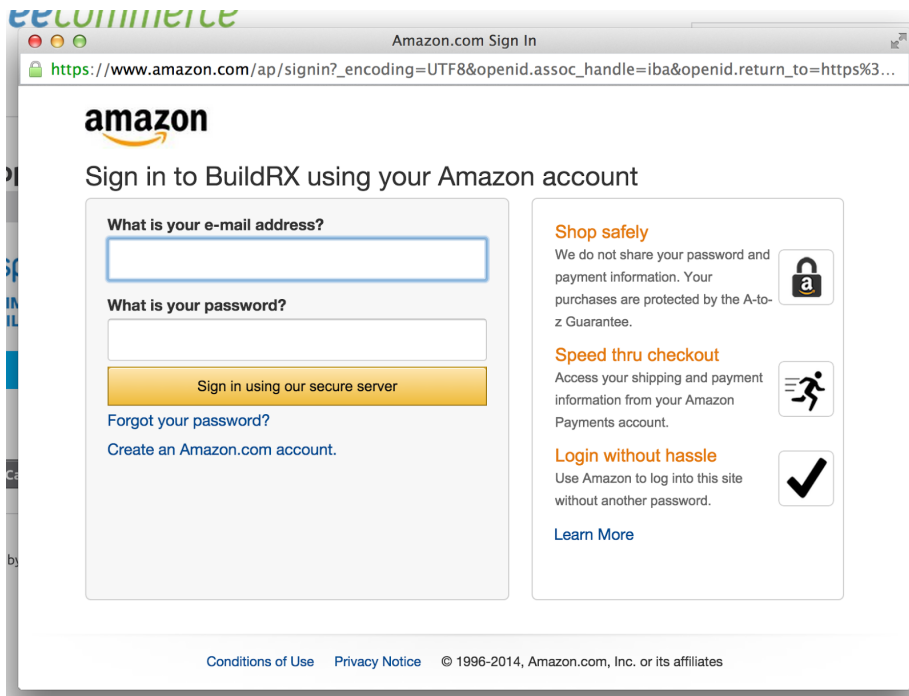 eecommerce
Amazon.com Sign In
https://www.amazon.com/ap/signin?_encoding=UTF8&openid.assoc_handle=iba&openid.return_to=https%3...
amazon
Sign in to BuildRX using your Amazon account
What is your e-mail address?
What is your password?
Sign in using our secure server
Forgot your password?
Create an Amazon.com account.
Shop safely
We do not share your password and
payment information. Your
purchases are protected by the A-to-
z Guarantee.
Speed thru checkout
Access your shipping and payment
information from your Amazon
Payments account.
Login without hassle
Use Amazon to log into this site
without another password.
Learn More
by
Conditions of Use Privacy Notice © 1996-2014, Amazon.com, Inc. or its affiliates